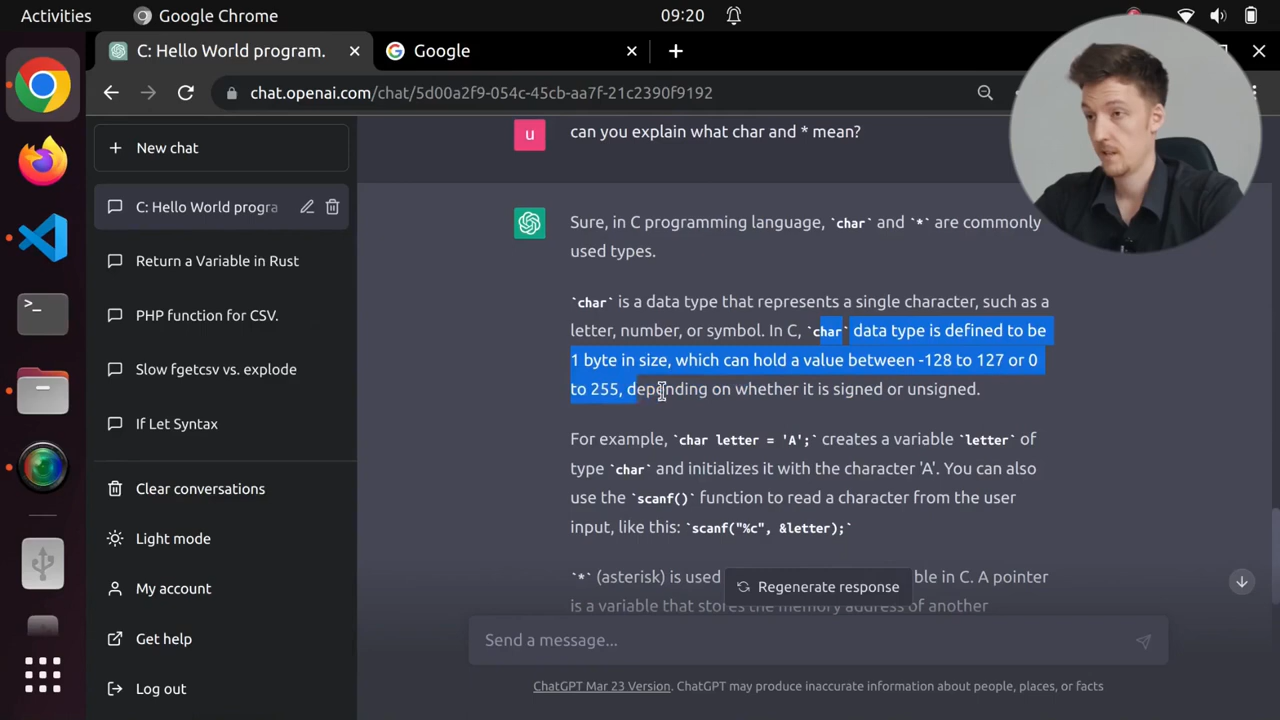 Activities
Google Chrome
09:20
C: Hello World program.
Google
chat.openai.com/chat/5d00a2f9-054c-45cb-aa7f-21c2390f9192
New chat
C: Hello World progra
Return a Variable in Rust
PHP function for CSV.
Slow fgetcsv vs. explode
If Let Syntax
Clear conversations
Light mode
My account
Get help
Log out
u
can you explain what char and * mean?
Sure, in C programming language, `char` and `*` are commonly
used types.
`char` is a data type that represents a single character, such as a
letter, number, or symbol. In C, `char` data type is defined to be
1 byte in size, which can hold a value between -128 to 127 or 0
to 255, depending on whether it is signed or unsigned.
For example, `char letter = 'A';` creates a variable `letter` of
type `char` and initializes it with the character 'A'. You can also
use the `scanf()` function to read a character from the user
input, like this: `scanf("%c", &letter);`
`*` (asterisk) is used ble in C. A pointer
is a variable that stores the memory address of another
Regenerate response
Send a message...
ChatGPT Mar 23 Version. ChatGPT may produce inaccurate information about people, places, or facts